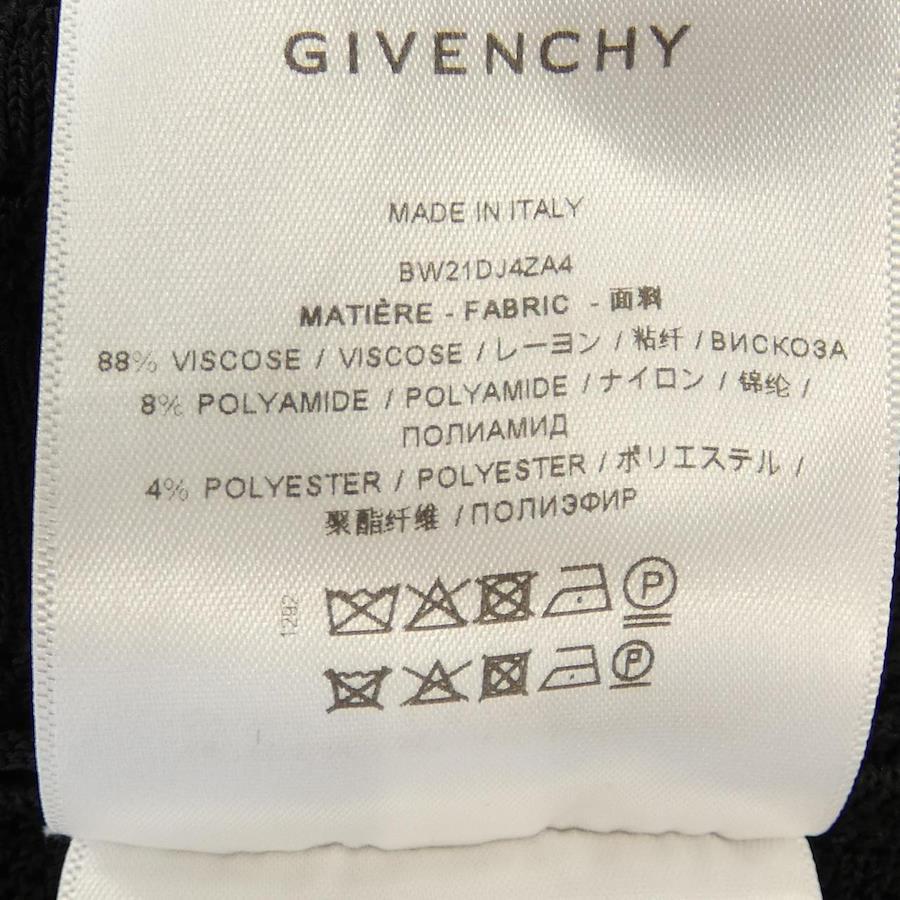 GIVENCHY
MADE IN ITALY
BW21DJ4ZA4
MATIÈRE - FABRIC - 面料
88% VISCOSE / VISCOSE / レーヨン / 粘纤 / ВИСКОЗА
8% POLYAMIDE / POLYAMIDE / ナイロン / 锦纶 /
ПОЛИАМИД
4% POLYESTER / POLYESTER / ポリエステル /
聚酯纤维 / ПОЛИЭФИР
1292
P
P